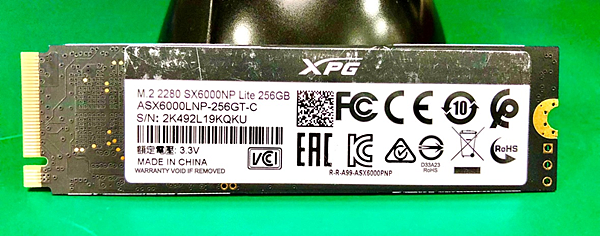 XPG
M.2 2280 SX6000NP Lite 256GB
ASX6000LNP-256GT-C
S/N: 2K492L19KQKU
額定電壓: 3.3V
MADE IN CHINA
WARRANTY VOID IF REMOVED
VCI
FC CE
10
EAC
D33A23
RoHS
RoHS
R-R-A99-ASX6000PNP